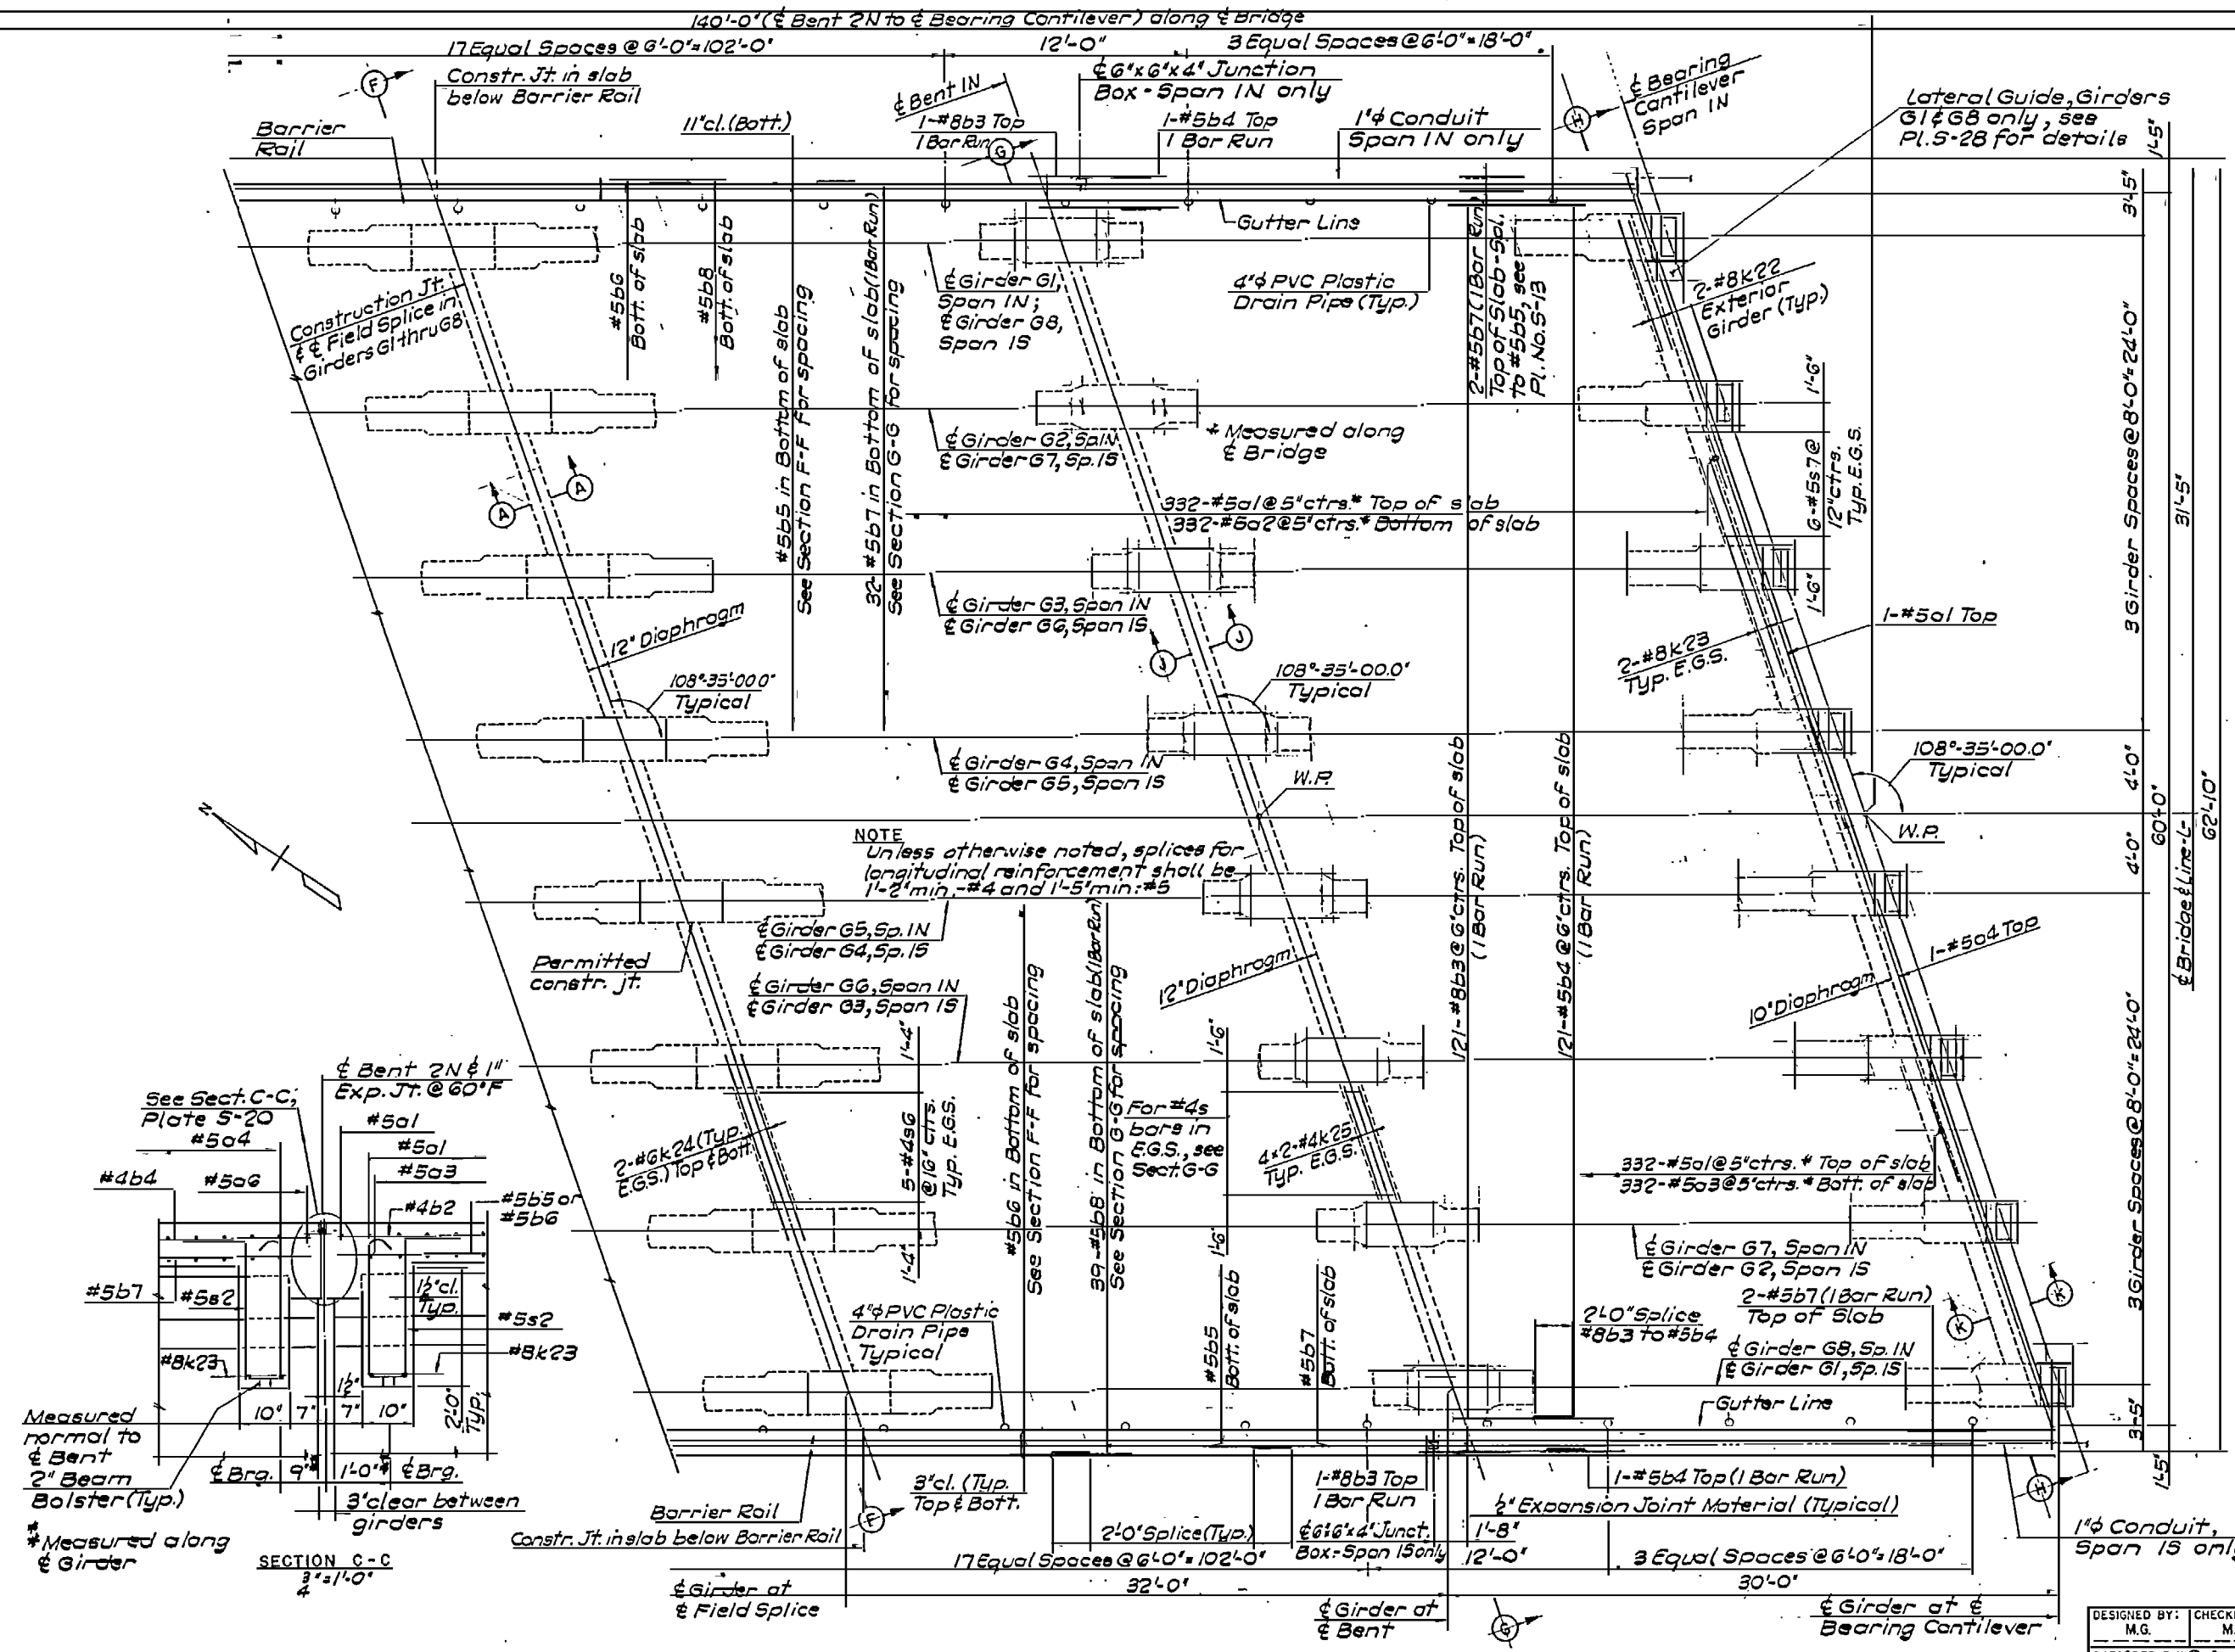 140'-0" (℄ Bent 2N to ℄ Bearing Cantilever) along ℄ Bridge
17 Equal Spaces @ 6'-0"=102'-0"
12'-0"
3 Equal Spaces @ 6'-0"=18'-0"
F
Constr. Jt. in slab
below Barrier Rail
℄ Bent 1N
℄ 6"x6"x4" Junction
Box - Span 1N only
H
℄ Bearing
Cantilever
Span 1N
Lateral Guide, Girders
G1 & G8 only, see
Pl. S-28 for details
Barrier
Rail
11"cl. (Bott.)
1-#8b3 Top
1 Bar Run
G
1-#5b4 Top
1 Bar Run
1"ϕ Conduit
Span 1N only
1'-5"
3'-5"
Gutter Line
#5b6
Bott. of slab
#5b8
Bott. of slab
#5b5 in Bottom of slab
See Section F-F for spacing
32-#5b7 in Bottom of slab (1 Bar Run)
See Section G-G for spacing
2-#5b7 (1 Bar Run)
Top of Slab-Spl.
to #5b5, see
Pl. No. S-13
Construction Jt.
& ℄ Field Splice in
Girders G1 thru G8
℄ Girder G1,
Span 1N;
℄ Girder G8,
Span 1S
4"ϕ PVC Plastic
Drain Pipe (Typ.)
2-#8k22
Exterior
Girder (Typ.)
3 Girder Spaces @ 8'-0"=24'-0"
1'-6"
6-#5s7 @
12"ctrs.
Typ. E.G.S.
1'-6"
31'-5"
℄ Girder G2, Sp. 1N
℄ Girder G7, Sp. 1S
* Measured along
℄ Bridge
A
A
332-#5a1 @ 5"ctrs.* Top of slab
332-#5a2 @ 5"ctrs.* Bottom of slab
℄ Girder G3, Span 1N
℄ Girder G6, Span 1S
12" Diaphragm
J
J
1-#5a1 Top
2-#8k23
Typ. E.G.S.
108°-35'-00.0"
Typical
108°-35'-00.0"
Typical
108°-35'-00.0"
Typical
℄ Girder G4, Span 1N
℄ Girder G5, Span 1S
W.P.
W.P.
4'-0"
4'-0"
60'-0"
62'-10"
℄ Bridge & Line-L-
N
NOTE
Unless otherwise noted, splices for
longitudinal reinforcement shall be
1'-2" min.-#4 and 1'-5" min.-#5
121-#8b3 @ 6"ctrs. Top of slab
(1 Bar Run)
121-#5b4 @ 6"ctrs. Top of slab
(1 Bar Run)
℄ Girder G5, Sp. 1N
℄ Girder G4, Sp. 1S
Permitted
constr. jt.
℄ Girder G6, Span 1N
℄ Girder G3, Span 1S
12" Diaphragm
10" Diaphragm
1-#5a4 Top
#5b6 in Bottom of slab
See Section F-F for spacing
39-#5b8 in Bottom of slab (1 Bar Run)
See Section G-G for spacing
1'-4"
5-#4s6
@ 16" ctrs.
Typ. E.G.S.
1'-4"
1'-6"
For #4s
bars in
E.G.S., see
Sect. G-G
1'-6"
2-#6k24 (Typ.
E.G.S.) Top & Bott.
4x2-#4k25
Typ. E.G.S.
332-#5a1 @ 5"ctrs.* Top of slab
332-#5a3 @ 5"ctrs.* Bott. of slab
3 Girder Spaces @ 8'-0"=24'-0"
℄ Girder G7, Span 1N
℄ Girder G2, Span 1S
2-#5b7 (1 Bar Run)
Top of Slab
K
K
4"ϕ PVC Plastic
Drain Pipe
Typical
#5b5
Bott. of slab
#5b7
Bott. of slab
2'-0" Splice
#8b3 to #5b4
℄ Girder G8, Sp. 1N
℄ Girder G1, Sp. 1S
Gutter Line
3'-5"
1'-5"
℄ Bent 2N & 1"
Exp. Jt. @ 60°F
See Sect. C-C,
Plate S-20
#5a4
#5a1
#5a1
#5a3
#4b4
#5a6
#4b2
#5b5 or
#5b6
#5b7
#5s2
1½"cl.
Typ.
#5s2
#8k23
#8k23
1½"
10"
7"
7"
10"
2'-0"
Typ.
Measured
normal to
℄ Bent
2" Beam
Bolster (Typ.)
℄ Brg.
9"
1'-0"
℄ Brg.
3" clear between
girders
# Measured along
℄ Girder
SECTION C-C
¾"=1'-0"
Barrier Rail
F
3"cl. (Typ.
Top & Bott.
Constr. Jt. in slab below Barrier Rail
2'-0" Splice (Typ.)
1-#8b3 Top
1 Bar Run
℄ 6"x6"x4" Junct.
Box - Span 1S only
1-#5b4 Top (1 Bar Run)
½" Expansion Joint Material (Typical)
H
1"ϕ Conduit,
Span 1S only
1'-8"
17 Equal Spaces @ 6'-0"=102'-0"
12'-0"
3 Equal Spaces @ 6'-0"=18'-0"
32'-0"
30'-0"
℄ Girder at
℄ Field Splice
℄ Girder at
℄ Bent
G
℄ Girder at ℄
Bearing Cantilever
DESIGNED BY:
M.G.